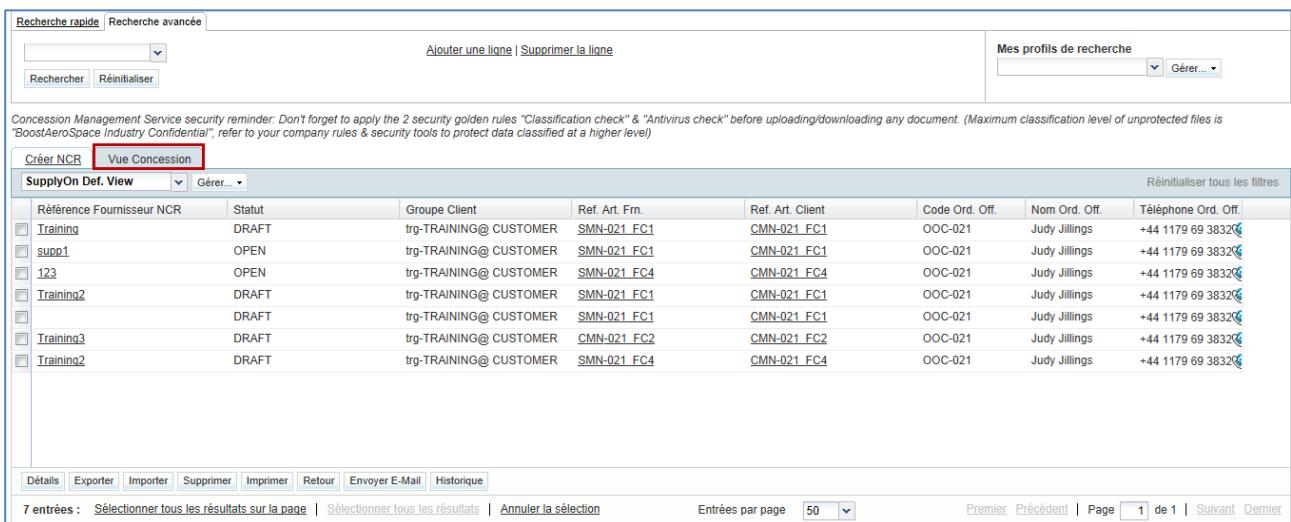 Recherche rapide Recherche avancée
Ajouter une ligne | Supprimer la ligne
Mes profils de recherche
Gérer...
Rechercher Réinitialiser
Concession Management Service security reminder: Don't forget to apply the 2 security golden rules "Classification check" & "Antivirus check" before uploading/downloading any document. (Maximum classification level of unprotected files is
"BoostAeroSpace Industry Confidential", refer to your company rules & security tools to protect data classified at a higher level)
Créer NCR Vue Concession
SupplyOn Def. View Gérer... Réinitialiser tous les filtres
Référence Fournisseur NCR Statut Groupe Client Ref. Art. Frn. Ref. Art. Client Code Ord. Off. Nom Ord. Off. Téléphone Ord. Off.
Training DRAFT trg-TRAINING@ CUSTOMER SMN-021_FC1 CMN-021_FC1 OOC-021 Judy Jillings +44 1179 69 3832
supp1 OPEN trg-TRAINING@ CUSTOMER SMN-021_FC1 CMN-021_FC1 OOC-021 Judy Jillings +44 1179 69 3832
123 OPEN trg-TRAINING@ CUSTOMER SMN-021_FC4 CMN-021_FC4 OOC-021 Judy Jillings +44 1179 69 3832
Training2 DRAFT trg-TRAINING@ CUSTOMER SMN-021_FC1 CMN-021_FC1 OOC-021 Judy Jillings +44 1179 69 3832
DRAFT trg-TRAINING@ CUSTOMER SMN-021_FC1 CMN-021_FC1 OOC-021 Judy Jillings +44 1179 69 3832
Training3 DRAFT trg-TRAINING@ CUSTOMER CMN-021_FC2 CMN-021_FC2 OOC-021 Judy Jillings +44 1179 69 3832
Training2 DRAFT trg-TRAINING@ CUSTOMER SMN-021_FC4 CMN-021_FC4 OOC-021 Judy Jillings +44 1179 69 3832
Détails Exporter Importer Supprimer Imprimer Retour Envoyer E-Mail Historique
7 entrées : Sélectionner tous les résultats sur la page | Sélectionner tous les résultats | Annuler la sélection Entrées par page 50 Premier Précédent | Page 1 de 1 | Suivant Dernier